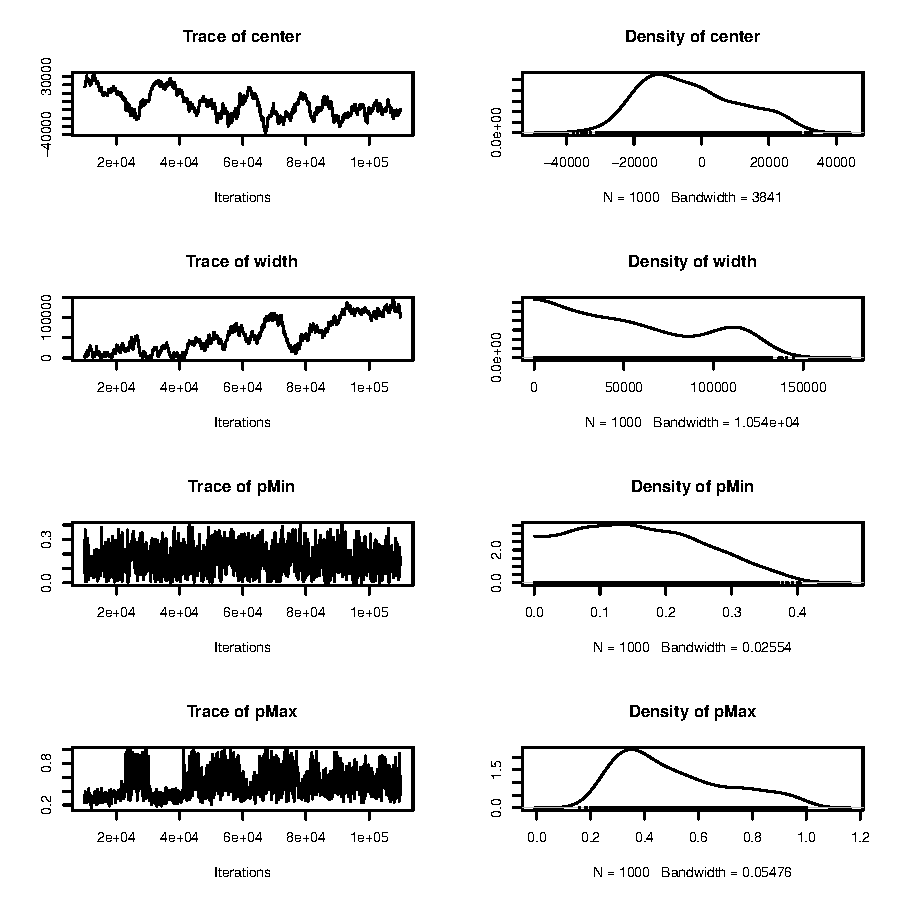 Trace of center
Density of center
−40000 30000
2e+04 4e+04 6e+04 8e+04 1e+05
Iterations
0.0e+00
−40000 −20000 0 20000 40000
N = 1000 Bandwidth = 3841
Trace of width
Density of width
0 100000
2e+04 4e+04 6e+04 8e+04 1e+05
Iterations
0.0e+00
0 50000 100000 150000
N = 1000 Bandwidth = 1.054e+04
Trace of pMin
Density of pMin
0.0 0.3
2e+04 4e+04 6e+04 8e+04 1e+05
Iterations
0.0 2.0
0.0 0.1 0.2 0.3 0.4
N = 1000 Bandwidth = 0.02554
Trace of pMax
Density of pMax
0.2 0.8
2e+04 4e+04 6e+04 8e+04 1e+05
Iterations
0.0 1.5
0.0 0.2 0.4 0.6 0.8 1.0 1.2
N = 1000 Bandwidth = 0.05476